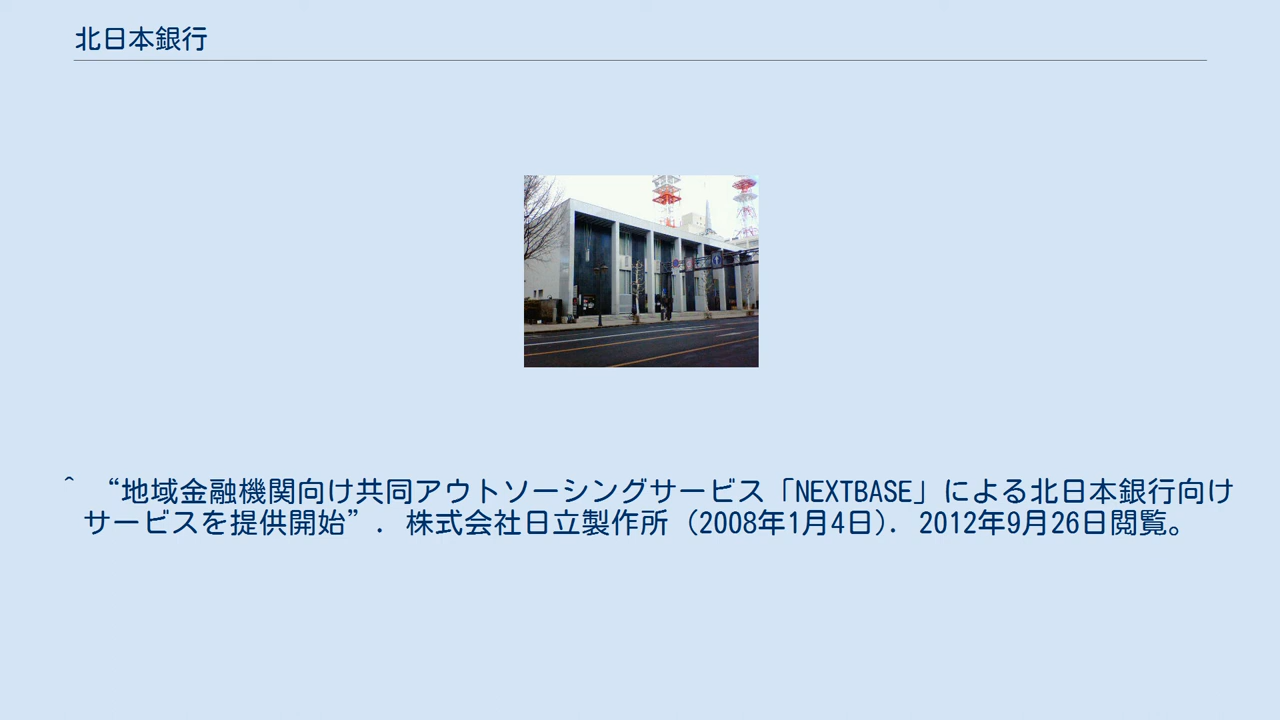 北日本銀行
^ “地域金融機関向け共同アウトソーシングサービス「NEXTBASE」による北日本銀行向け
サービスを提供開始”. 株式会社日立製作所 (2008年1月4日). 2012年9月26日閲覧。